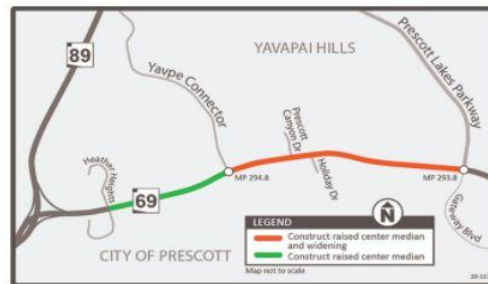 89
YAVAPAI HILLS
Yavpe Connector
Prescott Lakes Parkway
Prescott
Canyon Dr
Holiday Dr
Heather Heights
MP 294.8
MP 293.8
69
Gateway Blvd
CITY OF PRESCOTT
N
LEGEND
Construct raised center median
and widening
Construct raised center median
Map not to scale